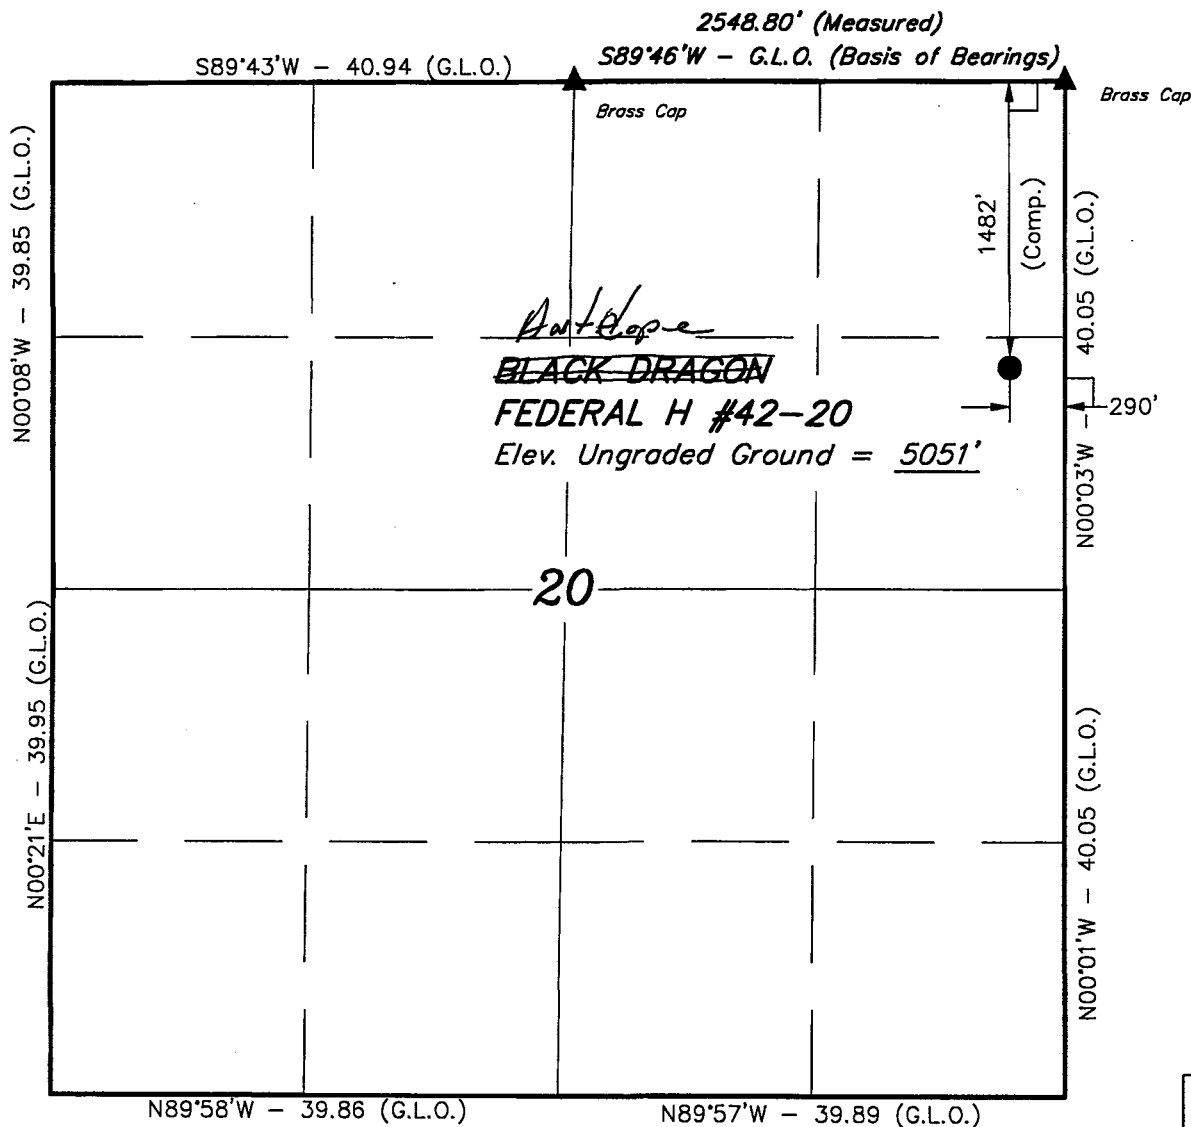 2548.80' (Measured)
S89°43'W – 40.94 (G.L.O.)
S89°46'W – G.L.O. (Basis of Bearings)
Brass Cap
Brass Cap
N00°08'W – 39.85 (G.L.O.)
1482'
(Comp.)
N00°03'W – 40.05 (G.L.O.)
Antelope
BLACK DRAGON
FEDERAL H #42-20
Elev. Ungraded Ground = 5051'
290'
20
N00°21'E – 39.95 (G.L.O.)
N00°01'W – 40.05 (G.L.O.)
N89°58'W – 39.86 (G.L.O.)
N89°57'W – 39.89 (G.L.O.)